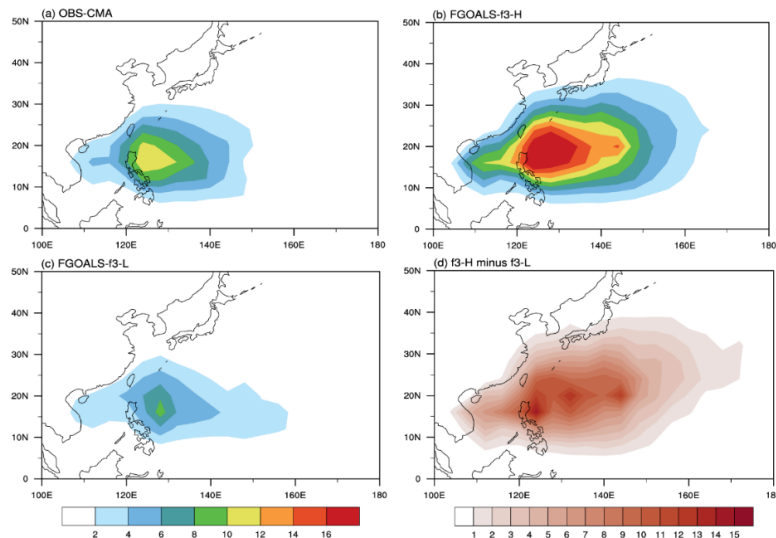 (a) OBS-CMA
50N
40N
30N
20N
10N
0
100E 120E 140E 160E 180
(b) FGOALS-f3-H
50N
40N
30N
20N
10N
0
100E 120E 140E 160E 180
(c) FGOALS-f3-L
50N
40N
30N
20N
10N
0
100E 120E 140E 160E 180
(d) f3-H minus f3-L
50N
40N
30N
20N
10N
0
100E 120E 140E 160E 180
2 4 6 8 10 12 14 16
1 2 3 4 5 6 7 8 9 10 11 12 13 14 15